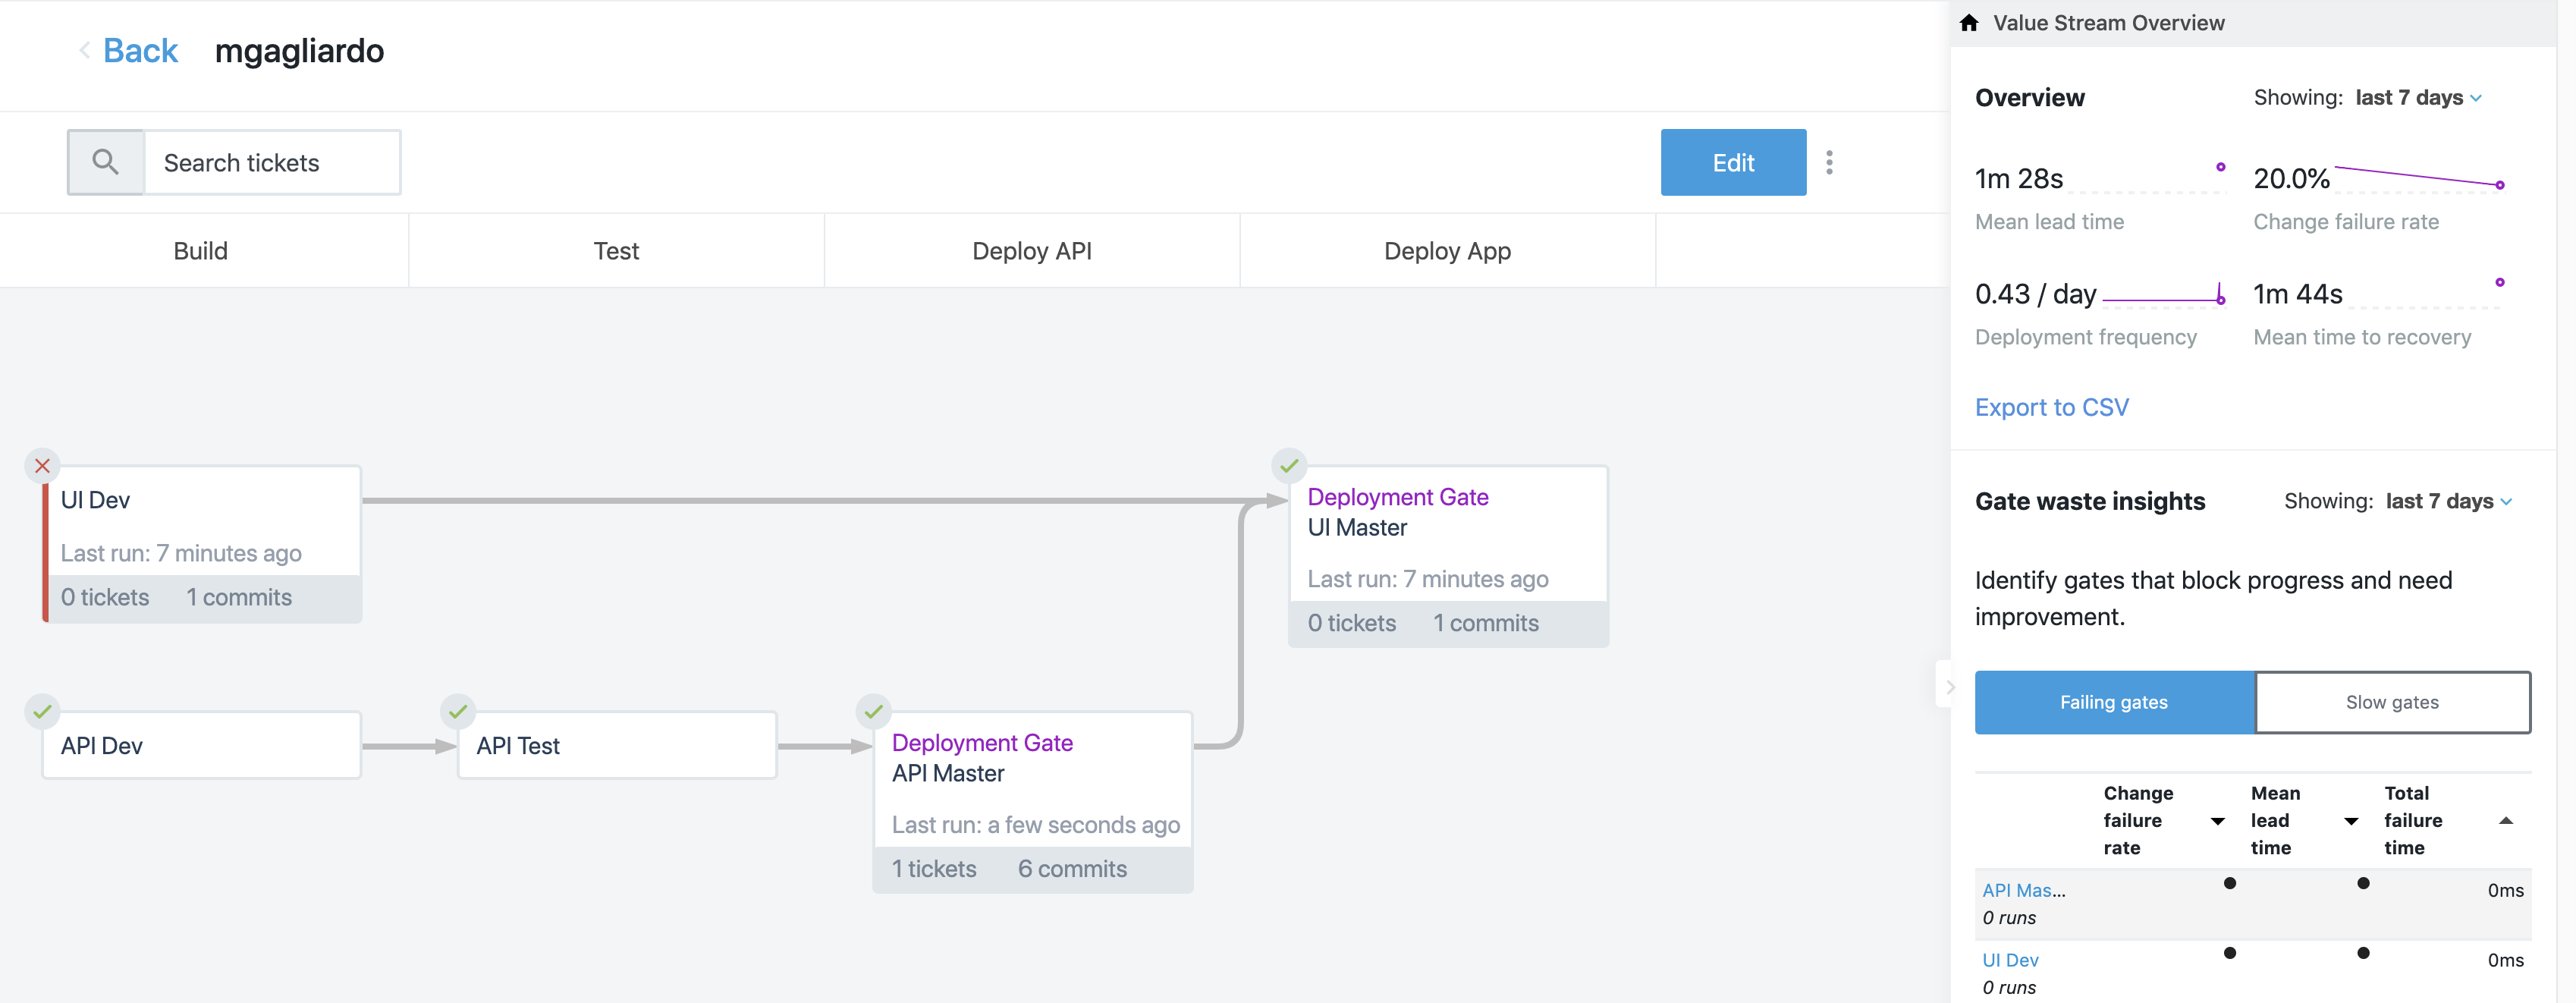 Back mgagliardo
Search tickets
Edit
Build Test Deploy API Deploy App
UI Dev
Last run: 7 minutes ago
0 tickets 1 commits
Deployment Gate
UI Master
Last run: 7 minutes ago
0 tickets 1 commits
API Dev
API Test
Deployment Gate
API Master
Last run: a few seconds ago
1 tickets 6 commits
Value Stream Overview
Overview Showing: last 7 days
1m 28s 20.0%
Mean lead time Change failure rate
0.43 / day 1m 44s
Deployment frequency Mean time to recovery
Export to CSV
Gate waste insights Showing: last 7 days
Identify gates that block progress and need
improvement.
Failing gates Slow gates
Change Mean Total
failure lead failure
rate time time
API Mas... 0ms
0 runs
UI Dev 0ms
0 runs